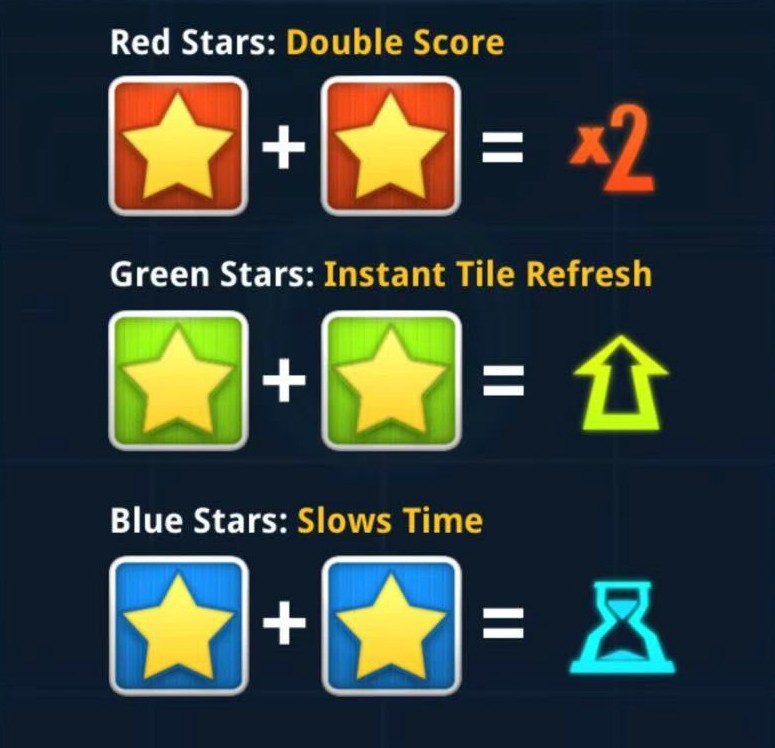 Red Stars: Double Score
+ = x2
Green Stars: Instant Tile Refresh
+ =
Blue Stars: Slows Time
+ =